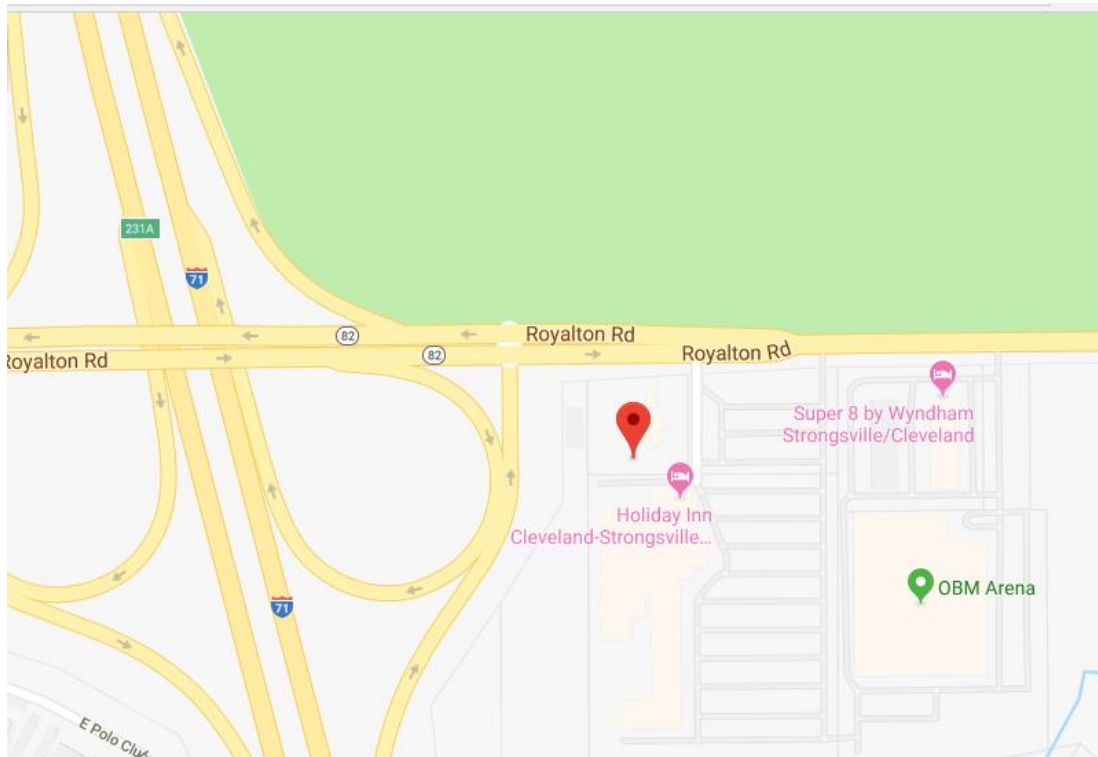 231A
71
82
Royalton Rd
Royalton Rd
82
Royalton Rd
Super 8 by Wyndham
Strongsville/Cleveland
Holiday Inn
Cleveland-Strongsville...
OBM Arena
71
E Polo Club